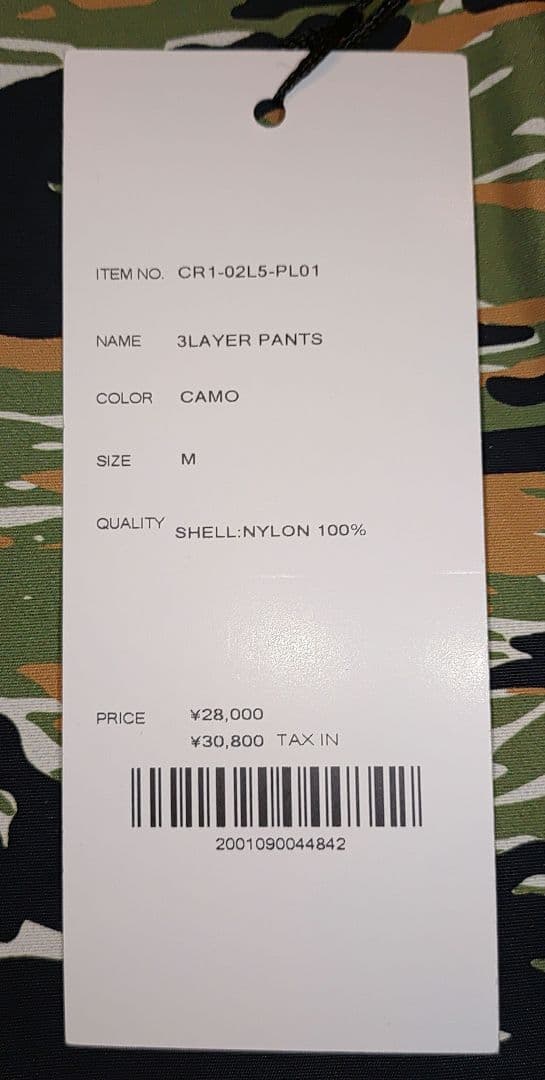 ITEM NO. CR1-02L5-PL01
NAME 3LAYER PANTS
COLOR CAMO
SIZE M
QUALITY SHELL:NYLON 100%
PRICE ¥28,000
¥30,800 TAX IN
2001090044842